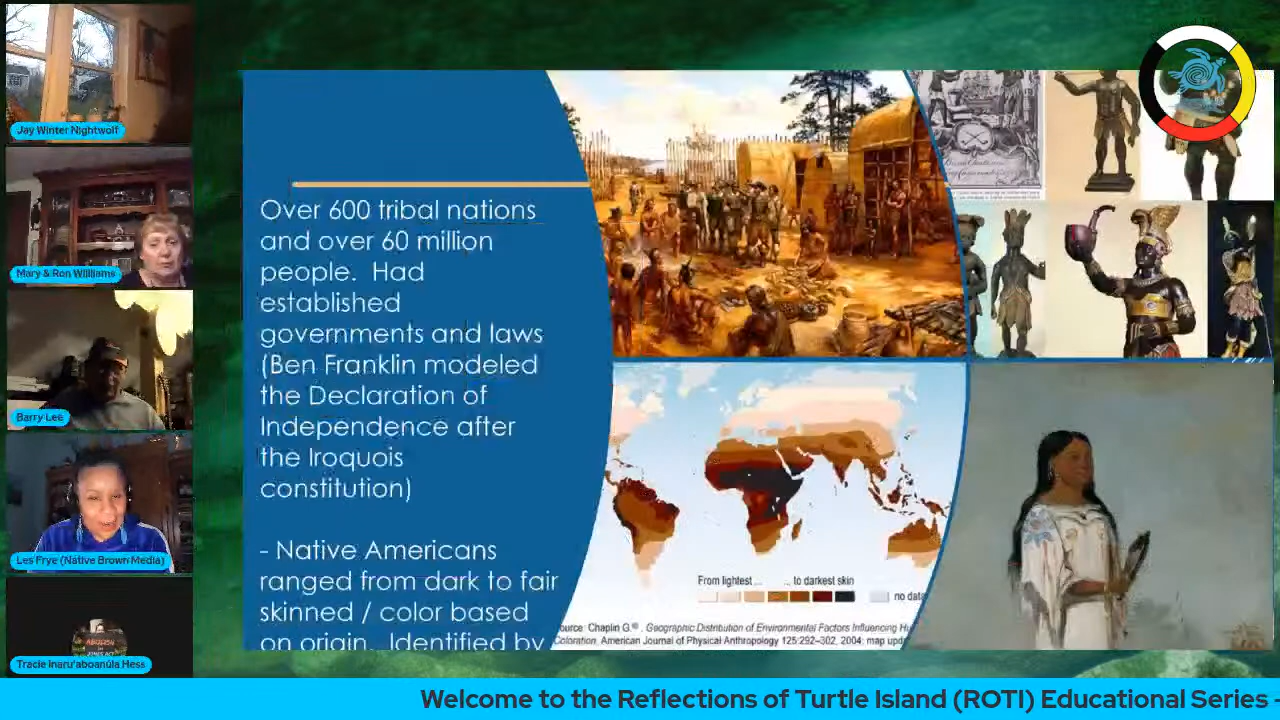 Jay Winter Nightwolf
Mary & Ron Williams
Barry Lee
Les Frye (Native Brown Media)
Tracie Inaru'aboanúla Hess
Over 600 tribal nations
and over 60 million
people. Had
established
governments and laws
(Ben Franklin modeled
the Declaration of
Independence after
the Iroquois
constitution)
- Native Americans
ranged from dark to fair
skinned / color based
on origin. Identified by
From lightest ... ... to darkest skin
no data
ource: Chaplin G.©, Geographic Distribution of Environmental Factors Influencing Hu
Coloration, American Journal of Physical Anthropology 125:292–302, 2004; map upd
Welcome to the Reflections of Turtle Island (ROTI) Educational Series -